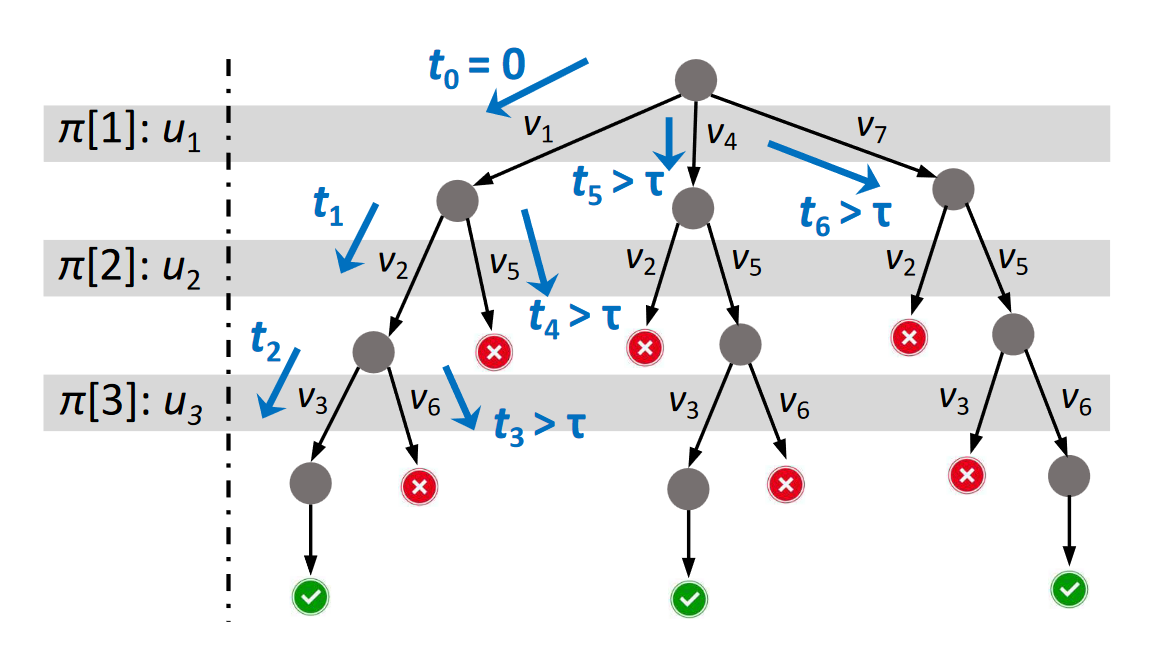 t₀ = 0
π[1]: u₁
v₁
v₄
v₇
t₅ > τ
t₁
t₆ > τ
π[2]: u₂
v₂
v₅
v₂
v₅
v₂
v₅
t₄ > τ
t₂
π[3]: u₃
v₃
v₆
v₃
v₆
v₃
v₆
t₃ > τ